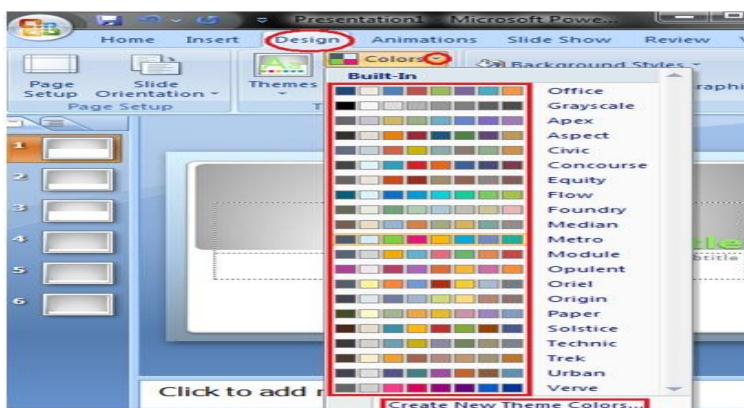 Presentation1 Microsoft Powe...
Home Insert Design Animations Slide Show Review
Page Setup
Slide Orientation
Themes
Colors
Background Styles
Page Setup
Built-In
Office
Grayscale
Apex
Aspect
Civic
Concourse
Equity
Flow
Foundry
Median
Metro
Module
Opulent
Oriel
Origin
Paper
Solstice
Technic
Trek
Urban
Verve
Create New Theme Colors...
1
2
3
4
5
6
Click to add